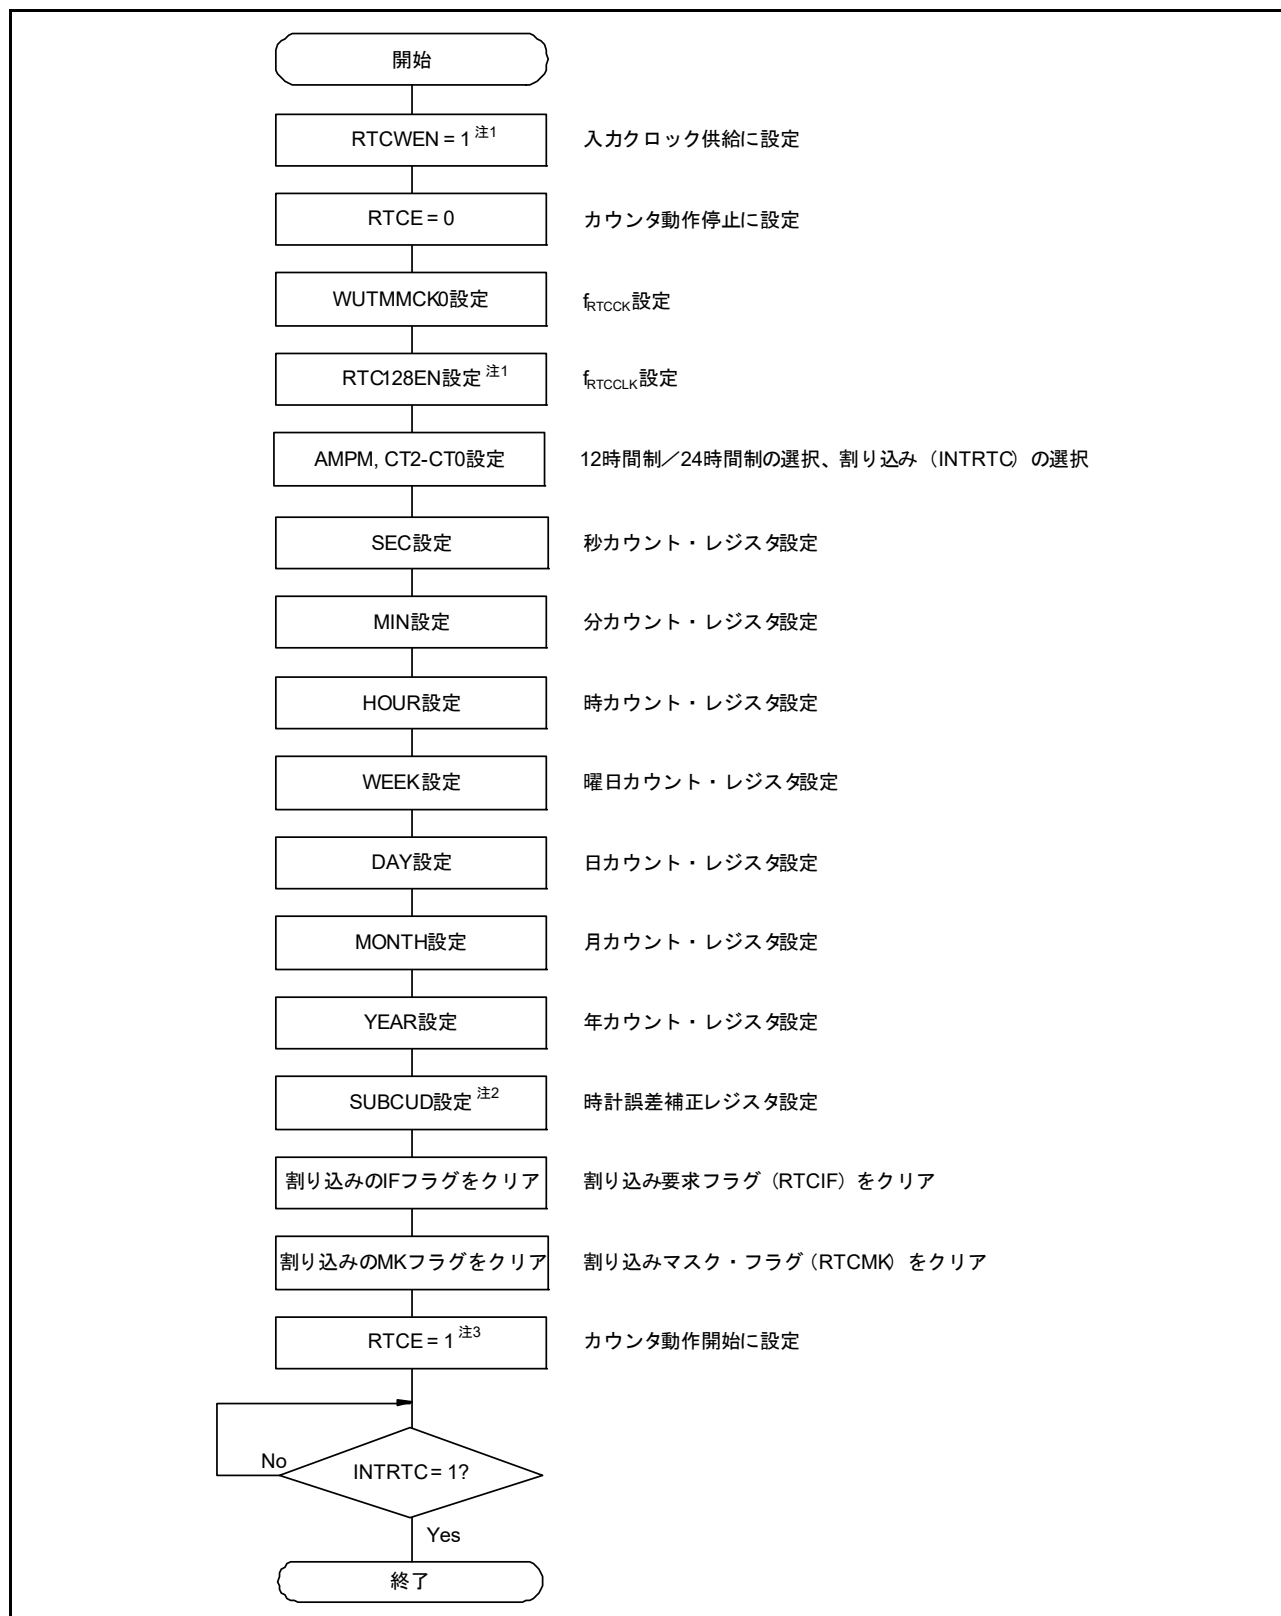 開始
RTCWEN = 1 注1 入力クロック供給に設定
RTCE = 0 カウンタ動作停止に設定
WUTMMCK0設定 fRTCCK設定
RTC128EN設定 注1 fRTCCLK設定
AMPM, CT2-CT0設定 12時間制/24時間制の選択、割り込み（INTRTC）の選択
SEC設定 秒カウント・レジスタ設定
MIN設定 分カウント・レジスタ設定
HOUR設定 時カウント・レジスタ設定
WEEK設定 曜日カウント・レジスタ設定
DAY設定 日カウント・レジスタ設定
MONTH設定 月カウント・レジスタ設定
YEAR設定 年カウント・レジスタ設定
SUBCUD設定 注2 時計誤差補正レジスタ設定
割り込みのIFフラグをクリア 割り込み要求フラグ（RTCIF）をクリア
割り込みのMKフラグをクリア 割り込みマスク・フラグ（RTCMK）をクリア
RTCE = 1 注3 カウンタ動作開始に設定
No
INTRTC = 1?
Yes
終了